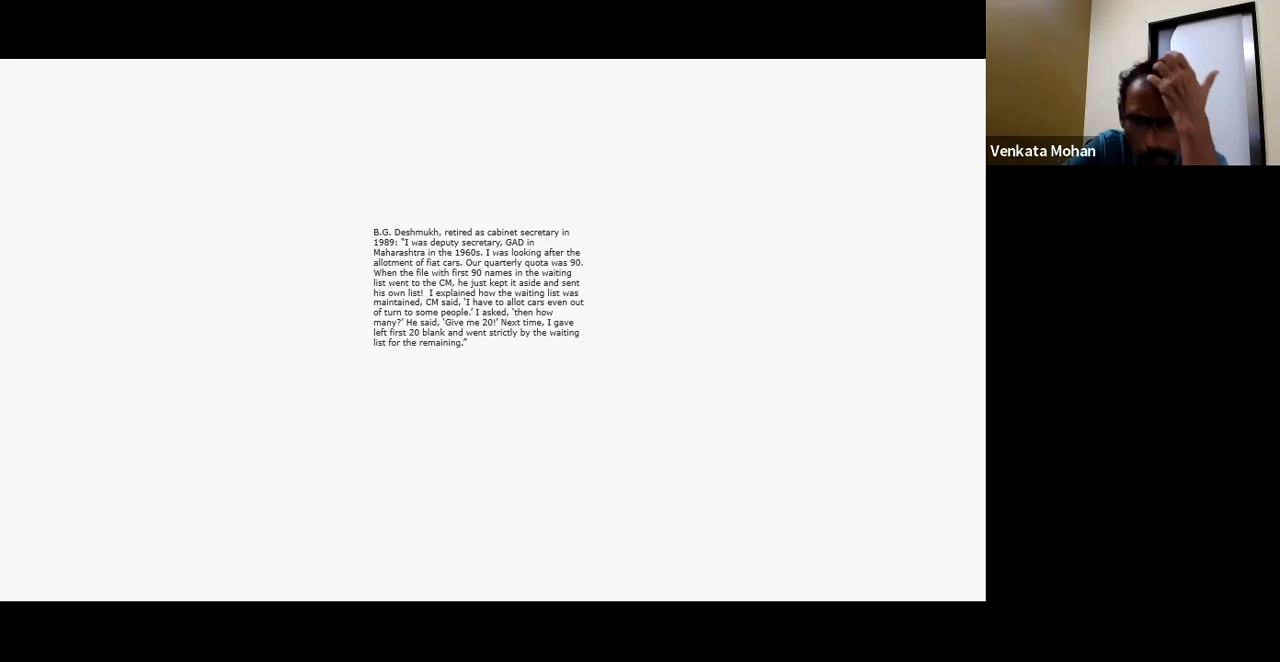 B.G. Deshmukh, retired as cabinet secretary in
1989: “I was deputy secretary, GAD in
Maharashtra in the 1960s. I was looking after the
allotment of fiat cars. Our quarterly quota was 90.
When the file with first 90 names in the waiting
list went to the CM, he just kept it aside and sent
his own list!  I explained how the waiting list was
maintained, CM said, ‘I have to allot cars even out
of turn to some people.’ I asked, ‘then how
many?’ He said, ‘Give me 20!’ Next time, I gave
left first 20 blank and went strictly by the waiting
list for the remaining.”
Venkata Mohan